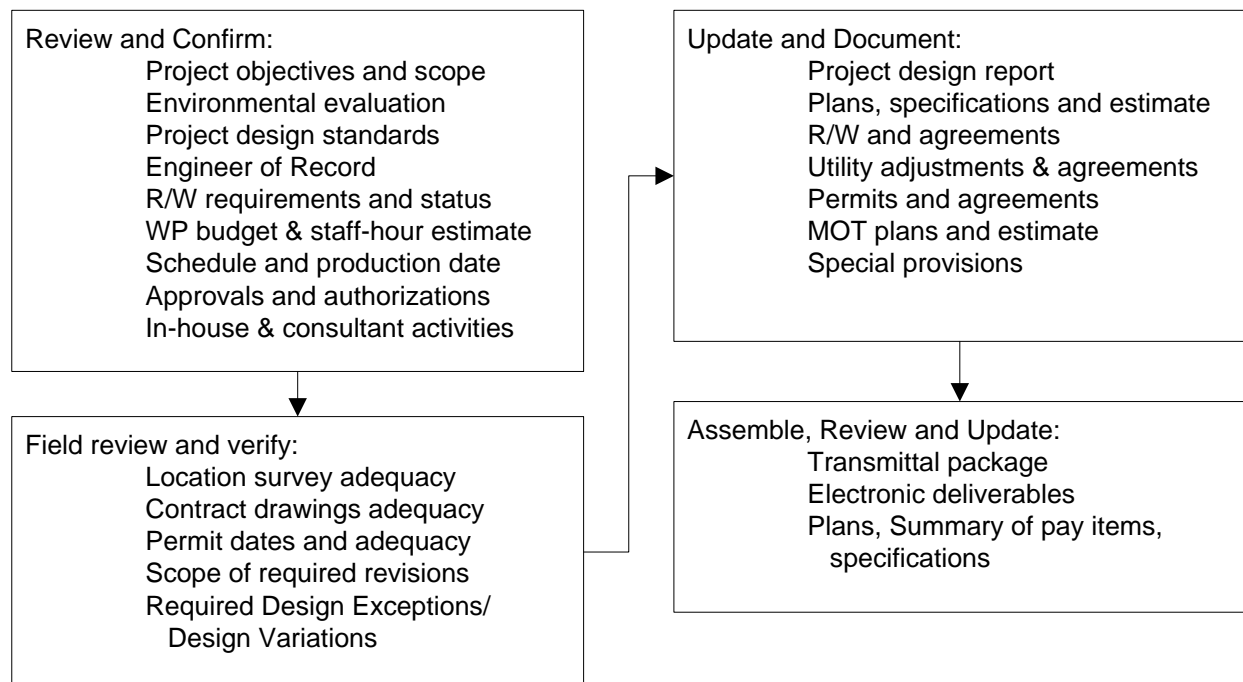 Review and Confirm:
Project objectives and scope
Environmental evaluation
Project design standards
Engineer of Record
R/W requirements and status
WP budget & staff-hour estimate
Schedule and production date
Approvals and authorizations
In-house & consultant activities
Field review and verify:
Location survey adequacy
Contract drawings adequacy
Permit dates and adequacy
Scope of required revisions
Required Design Exceptions/
Design Variations
Update and Document:
Project design report
Plans, specifications and estimate
R/W and agreements
Utility adjustments & agreements
Permits and agreements
MOT plans and estimate
Special provisions
Assemble, Review and Update:
Transmittal package
Electronic deliverables
Plans, Summary of pay items,
specifications